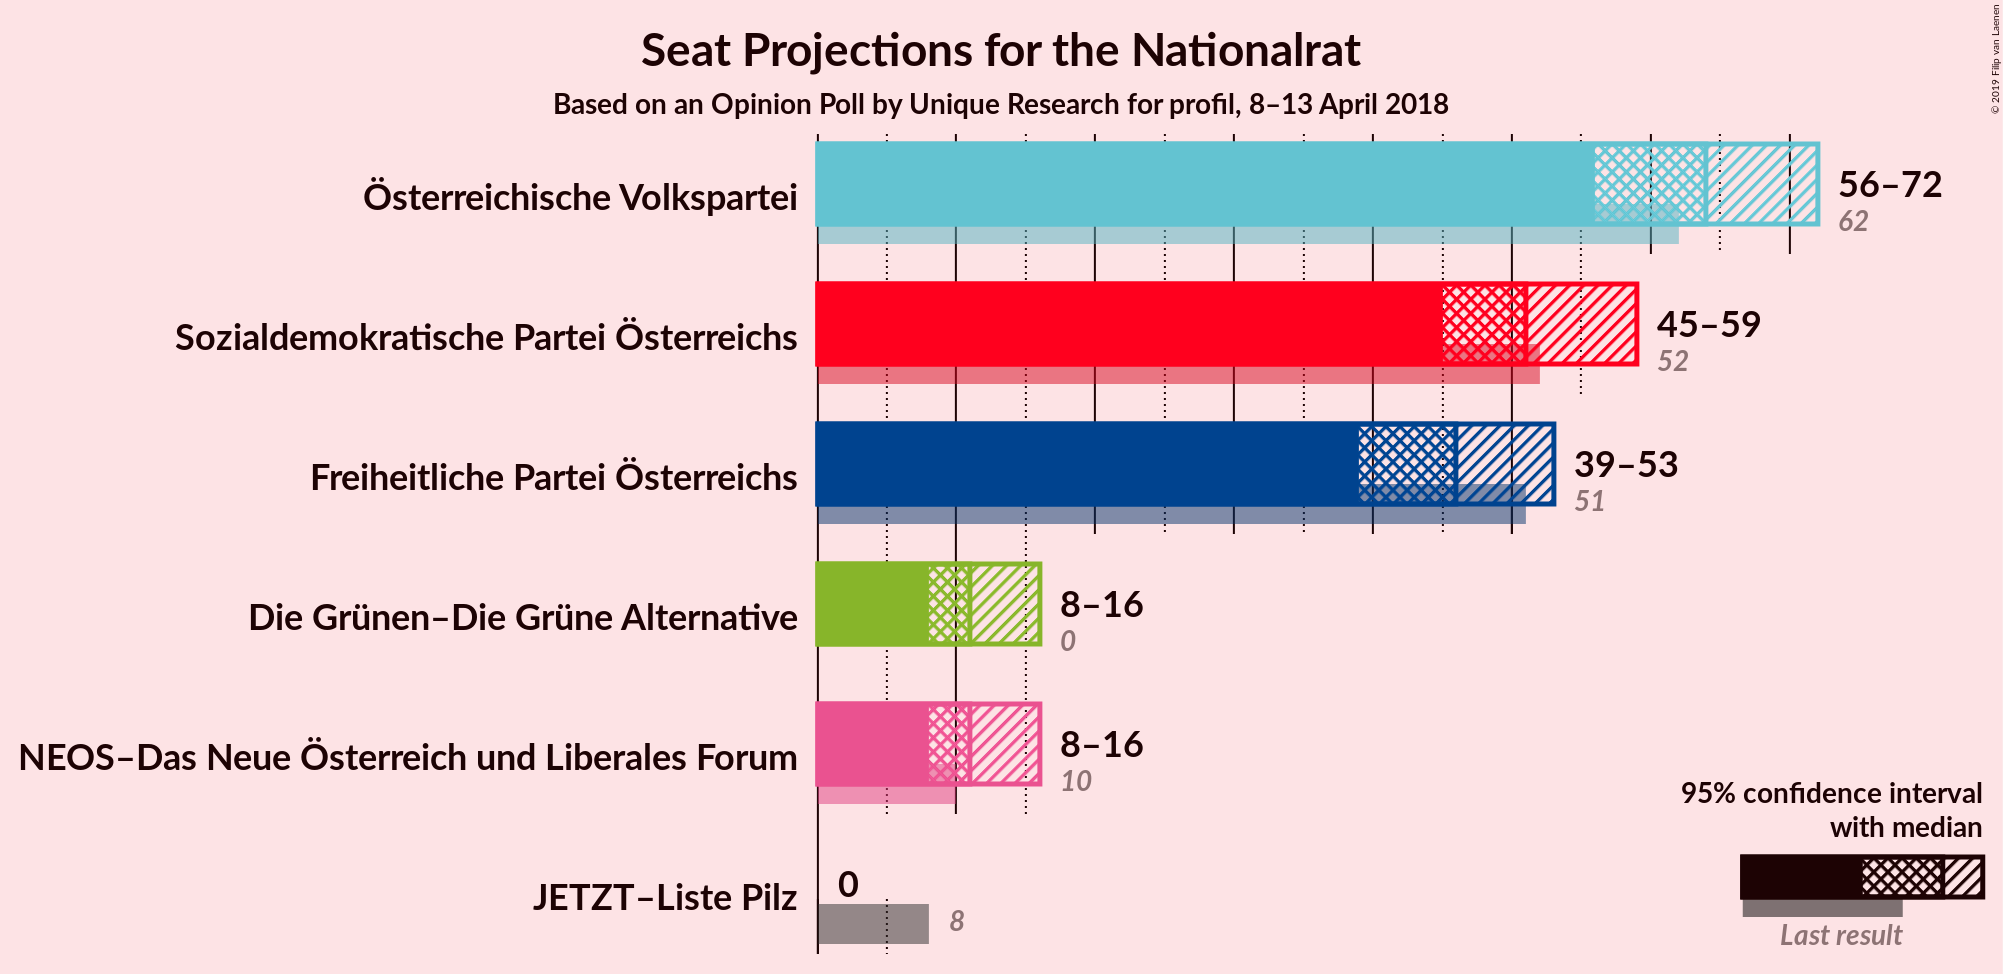 Seat Projections for the Nationalrat
Based on an Opinion Poll by Unique Research for profil, 8–13 April 2018
© 2019 Filip van Laenen
Österreichische Volkspartei
56–72
62
Sozialdemokratische Partei Österreichs
45–59
52
Freiheitliche Partei Österreichs
39–53
51
Die Grünen–Die Grüne Alternative
8–16
0
NEOS–Das Neue Österreich und Liberales Forum
8–16
10
JETZT–Liste Pilz
0
8
95% confidence interval
with median
Last result